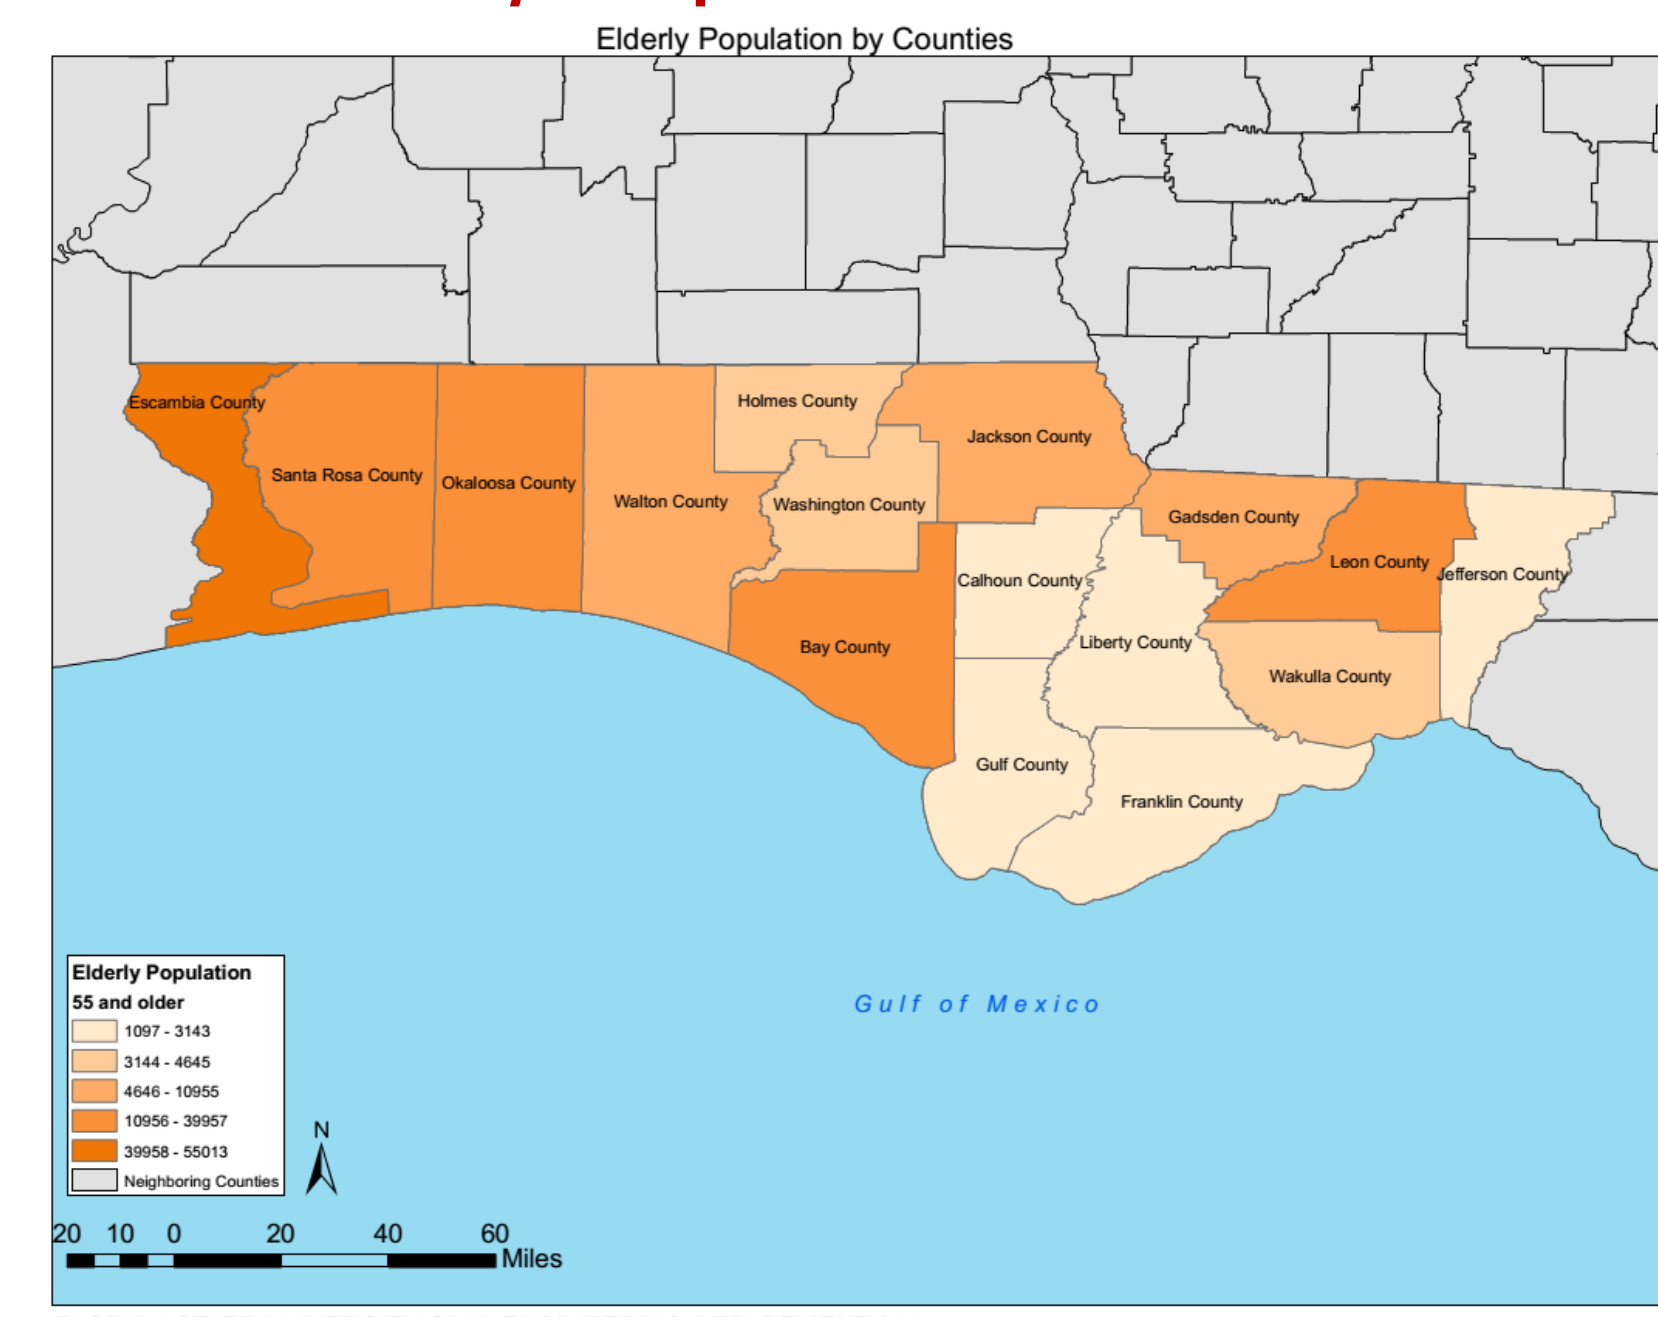 Elderly Population by Counties
Escambia County
Holmes County
Jackson County
Santa Rosa County
Okaloosa County
Walton County
Washington County
Gadsden County
Leon County
Jefferson County
Calhoun County
Liberty County
Bay County
Wakulla County
Gulf County
Franklin County
Gulf of Mexico
Elderly Population
55 and older
1097 - 3143
3144 - 4645
4646 - 10955
10956 - 39957
39958 - 55013
Neighboring Counties
N
20 10 0 20 40 60
Miles